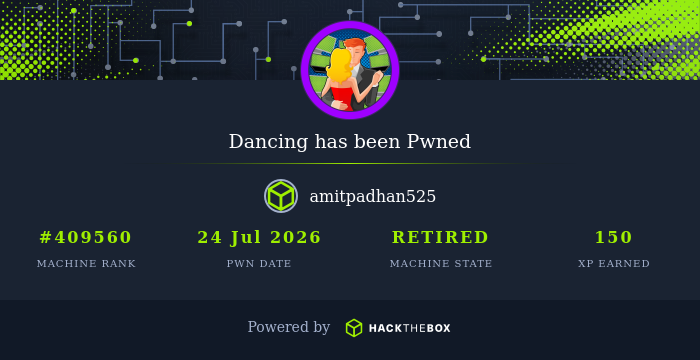 Dancing has been Pwned
amitpadhan525
#409560 24 Jul 2026 RETIRED 150
MACHINE RANK PWN DATE MACHINE STATE XP EARNED
Powered by HACKTHEBOX